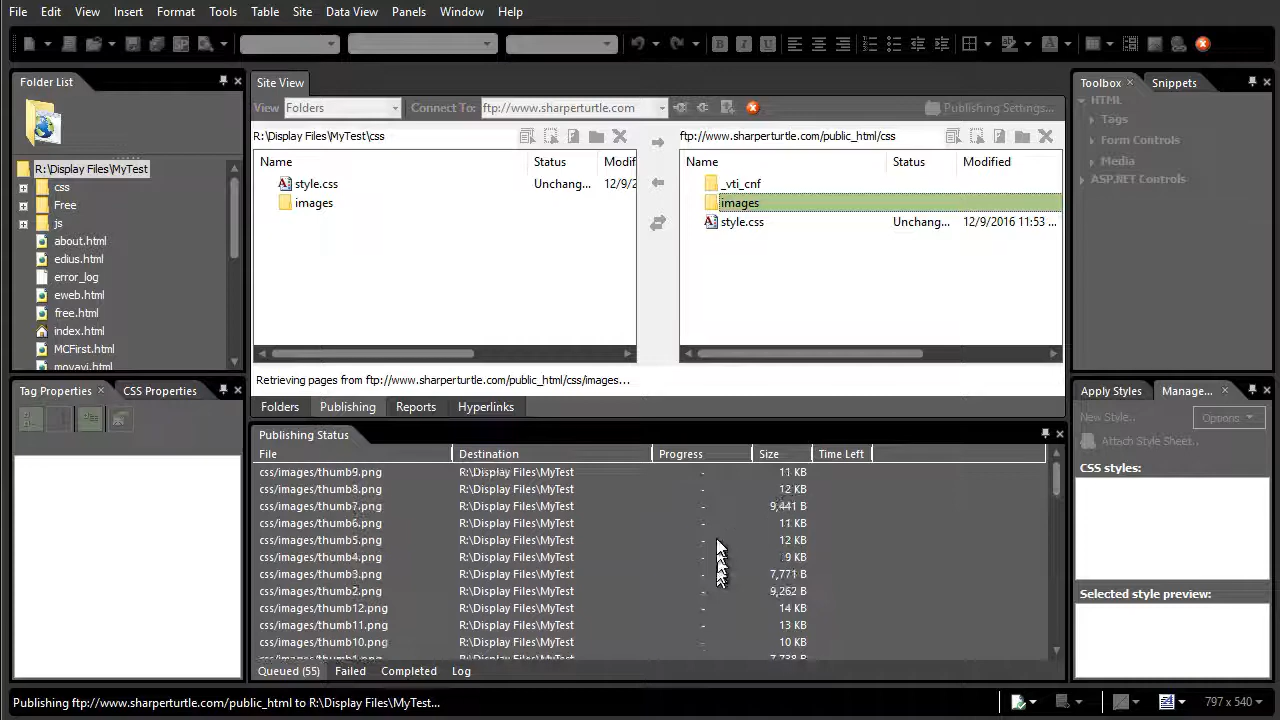 File Edit View Insert Format Tools Table Site Data View Panels Window Help
Folder List
R:\Display Files\MyTest
css
Free
js
about.html
edius.html
error_log
eweb.html
free.html
index.html
MCFirst.html
movavi.html
Site View
View Folders Connect To: ftp://www.sharperturtle.com Publishing Settings...
R:\Display Files\MyTest\css
Name Status Modif
style.css Unchang... 12/9/2
images
ftp://www.sharperturtle.com/public_html/css
Name Status Modified
_vti_cnf
images
style.css Unchang... 12/9/2016 11:53 ...
Retrieving pages from ftp://www.sharperturtle.com/public_html/css/images...
Folders Publishing Reports Hyperlinks
Toolbox Snippets
HTML
Tags
Form Controls
Media
ASP.NET Controls
Tag Properties CSS Properties
Publishing Status
File Destination Progress Size Time Left
css/images/thumb9.png R:\Display Files\MyTest - 11 KB
css/images/thumb8.png R:\Display Files\MyTest - 12 KB
css/images/thumb7.png R:\Display Files\MyTest - 9,441 B
css/images/thumb6.png R:\Display Files\MyTest - 11 KB
css/images/thumb5.png R:\Display Files\MyTest - 12 KB
css/images/thumb4.png R:\Display Files\MyTest - 9 KB
css/images/thumb3.png R:\Display Files\MyTest - 7,771 B
css/images/thumb2.png R:\Display Files\MyTest - 9,262 B
css/images/thumb12.png R:\Display Files\MyTest - 14 KB
css/images/thumb11.png R:\Display Files\MyTest - 13 KB
css/images/thumb10.png R:\Display Files\MyTest - 10 KB
css/images/thumb1.png R:\Display Files\MyTest - 7,738 B
Queued (55) Failed Completed Log
Apply Styles Manage...
New Style... Options
Attach Style Sheet...
CSS styles:
Selected style preview:
Publishing ftp://www.sharperturtle.com/public_html to R:\Display Files\MyTest...
797 x 540